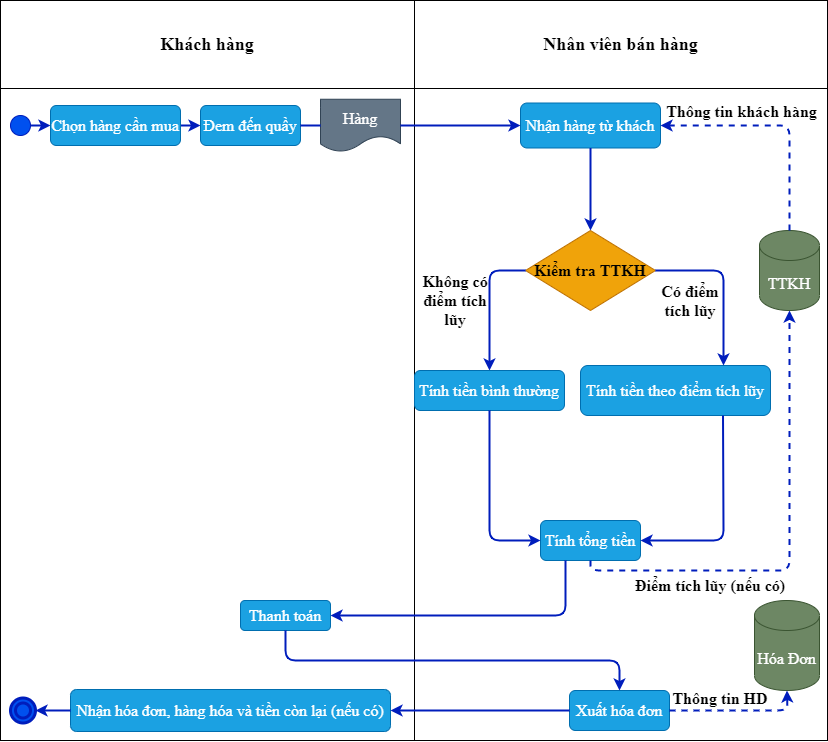 Khách hàng
Nhân viên bán hàng
Chọn hàng cần mua
Đem đến quầy
Hàng
Nhận hàng từ khách
Thông tin khách hàng
Kiểm tra TTKH
TTKH
Không có
điểm tích
lũy
Có điểm
tích lũy
Tính tiền bình thường
Tính tiền theo điểm tích lũy
Tính tổng tiền
Điểm tích lũy (nếu có)
Thanh toán
Hóa Đơn
Thông tin HD
Nhận hóa đơn, hàng hóa và tiền còn lại (nếu có)
Xuất hóa đơn